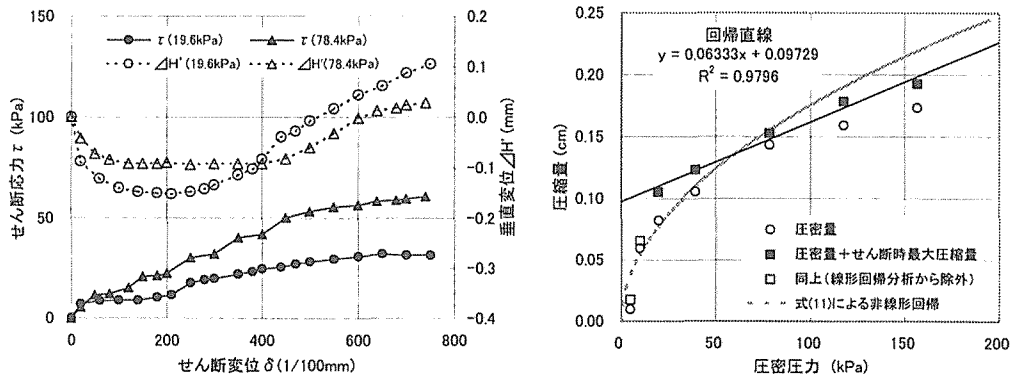 τ (19.6kPa)
τ (78.4kPa)
⊿H'(19.6kPa)
⊿H'(78.4kPa)
150
100
50
0
0.2
0.1
0.0
-0.1
-0.2
-0.3
-0.4
0 200 400 600 800
せん断応力 τ (kPa)
垂直変位⊿H' (mm)
せん断変位 δ(1/100mm)
回帰直線
y = 0.06333x + 0.09729
R² = 0.9796
0.25
0.20
0.15
0.10
0.05
0.00
0 50 100 150 200
圧縮量 (cm)
圧密圧力 (kPa)
圧密量
圧密量+せん断時最大圧縮量
同上(線形回帰分析から除外)
式(11)による非線形回帰